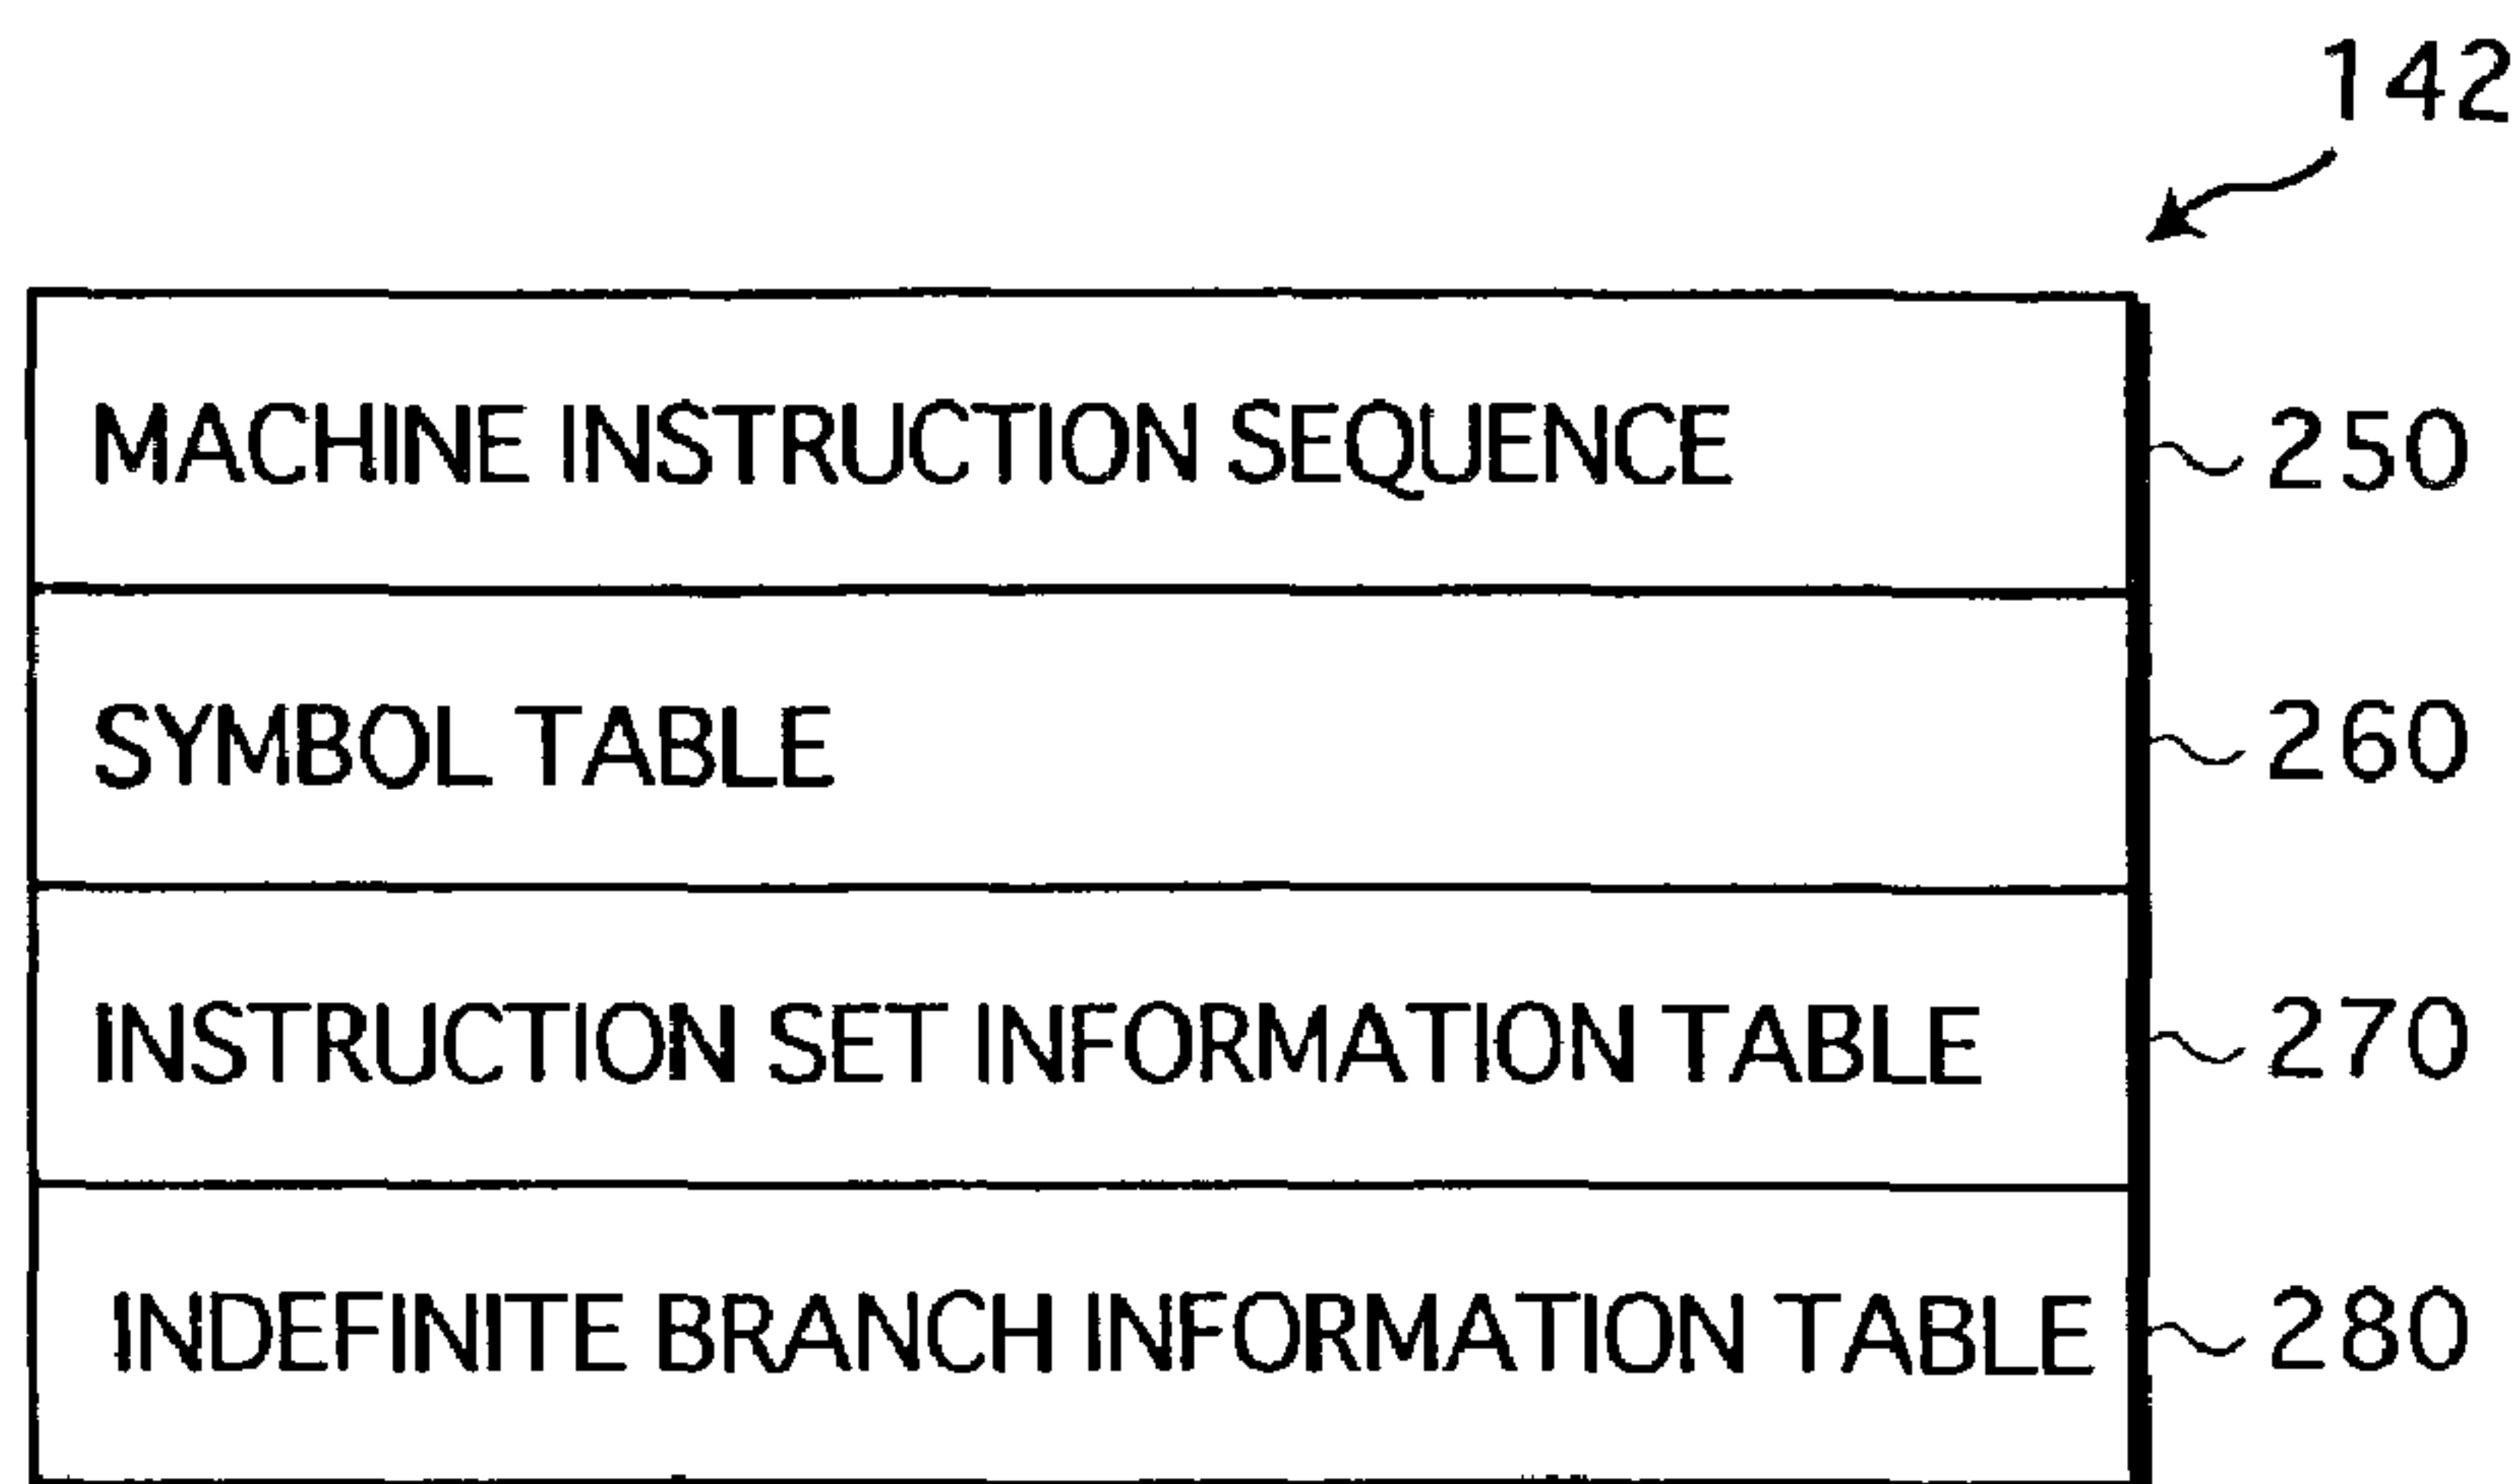 142
MACHINE INSTRUCTION SEQUENCE 250
SYMBOL TABLE 260
INSTRUCTION SET INFORMATION TABLE 270
INDEFINITE BRANCH INFORMATION TABLE 280